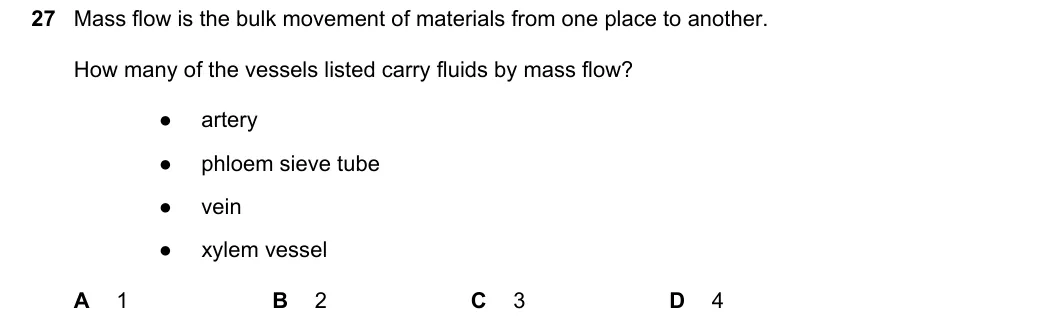 27 Mass flow is the bulk movement of materials from one place to another.
How many of the vessels listed carry fluids by mass flow?
● artery
● phloem sieve tube
● vein
● xylem vessel
A 1 B 2 C 3 D 4